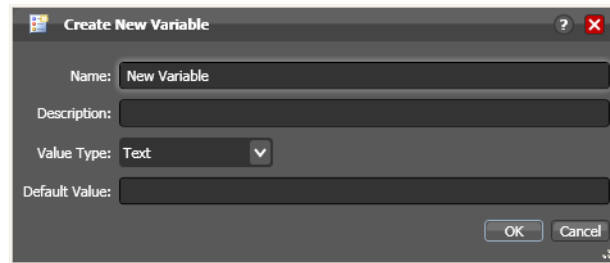 Create New Variable ?
Name: New Variable
Description:
Value Type: Text
Default Value:
OK Cancel